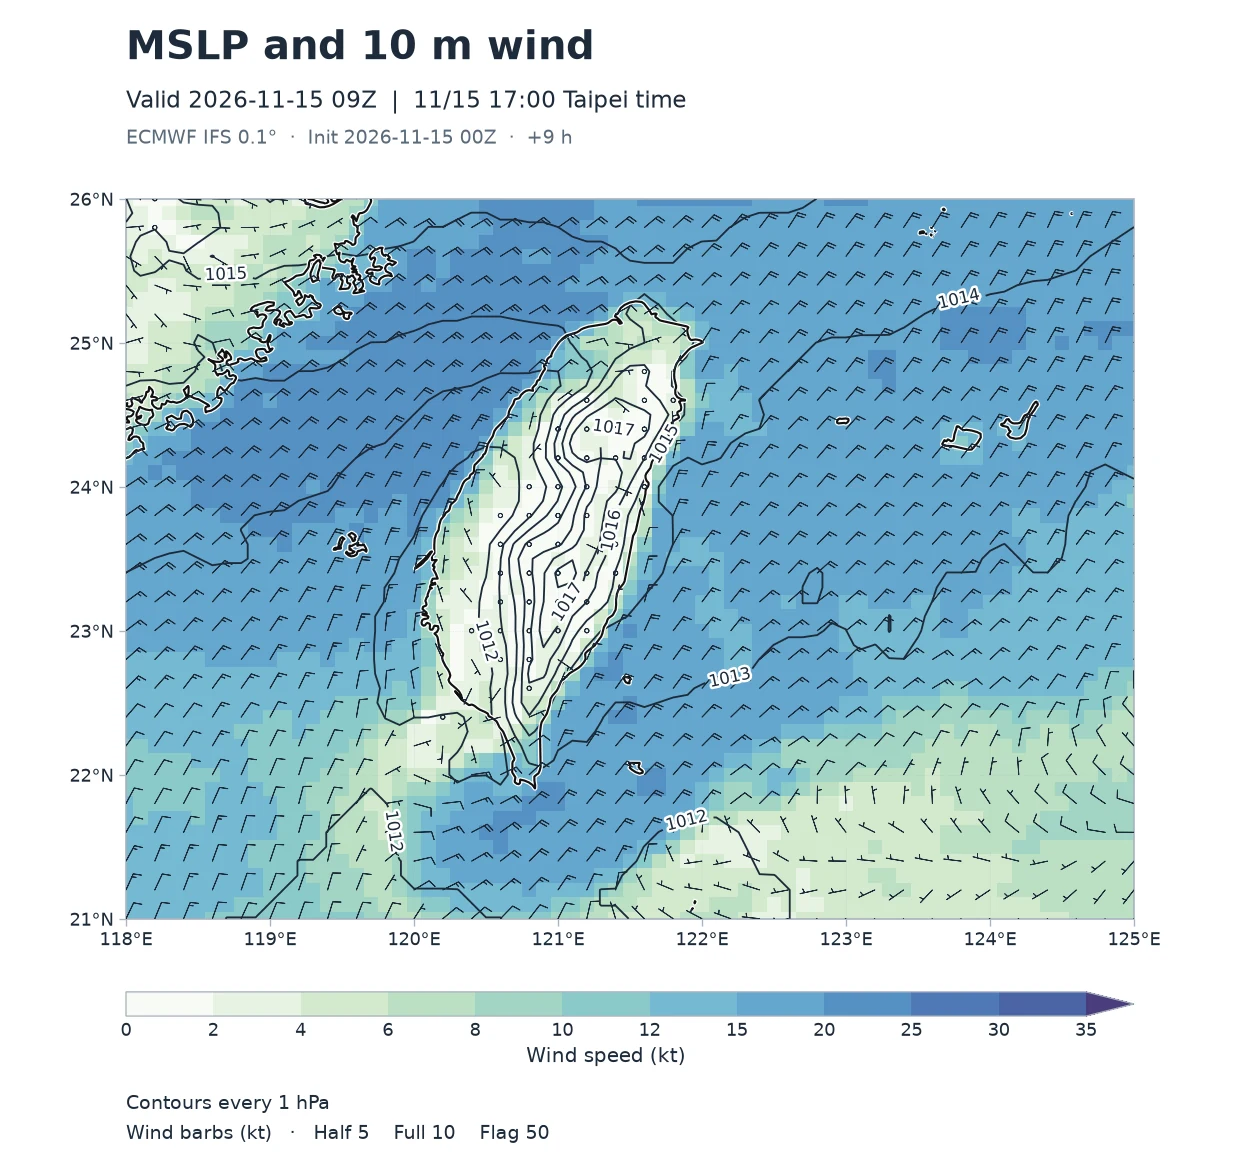 MSLP and 10 m wind
Valid 2026-11-15 09Z | 11/15 17:00 Taipei time
ECMWF IFS 0.1° · Init 2026-11-15 00Z · +9 h
26°N
25°N
24°N
23°N
22°N
21°N
1015
1014
1017
1015
1016
1017
1012
1013
1012
1012
118°E 119°E 120°E 121°E 122°E 123°E 124°E 125°E
0 2 4 6 8 10 12 15 20 25 30 35
Wind speed (kt)
Contours every 1 hPa
Wind barbs (kt) · Half 5 Full 10 Flag 50